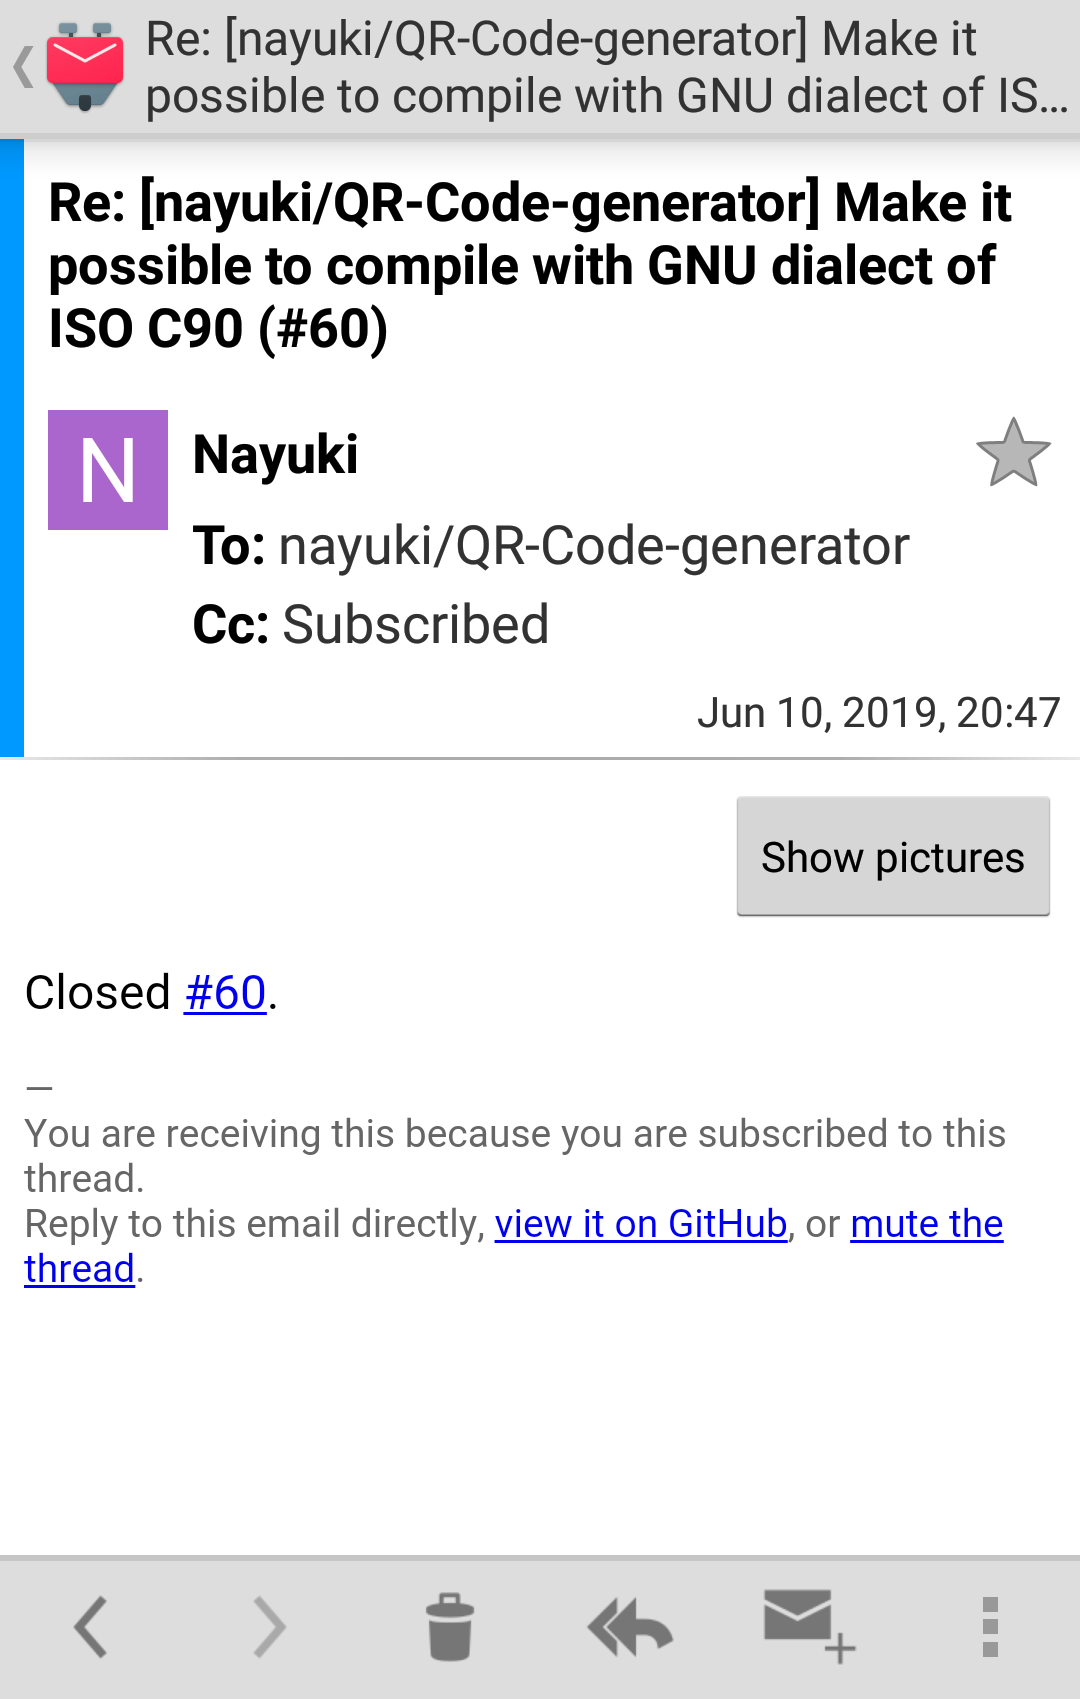 Re: [nayuki/QR-Code-generator] Make it
possible to compile with GNU dialect of IS...
Re: [nayuki/QR-Code-generator] Make it
possible to compile with GNU dialect of
ISO C90 (#60)
N
Nayuki
To: nayuki/QR-Code-generator
Cc: Subscribed
Jun 10, 2019, 20:47
Show pictures
Closed #60.
—
You are receiving this because you are subscribed to this
thread.
Reply to this email directly, view it on GitHub, or mute the
thread.